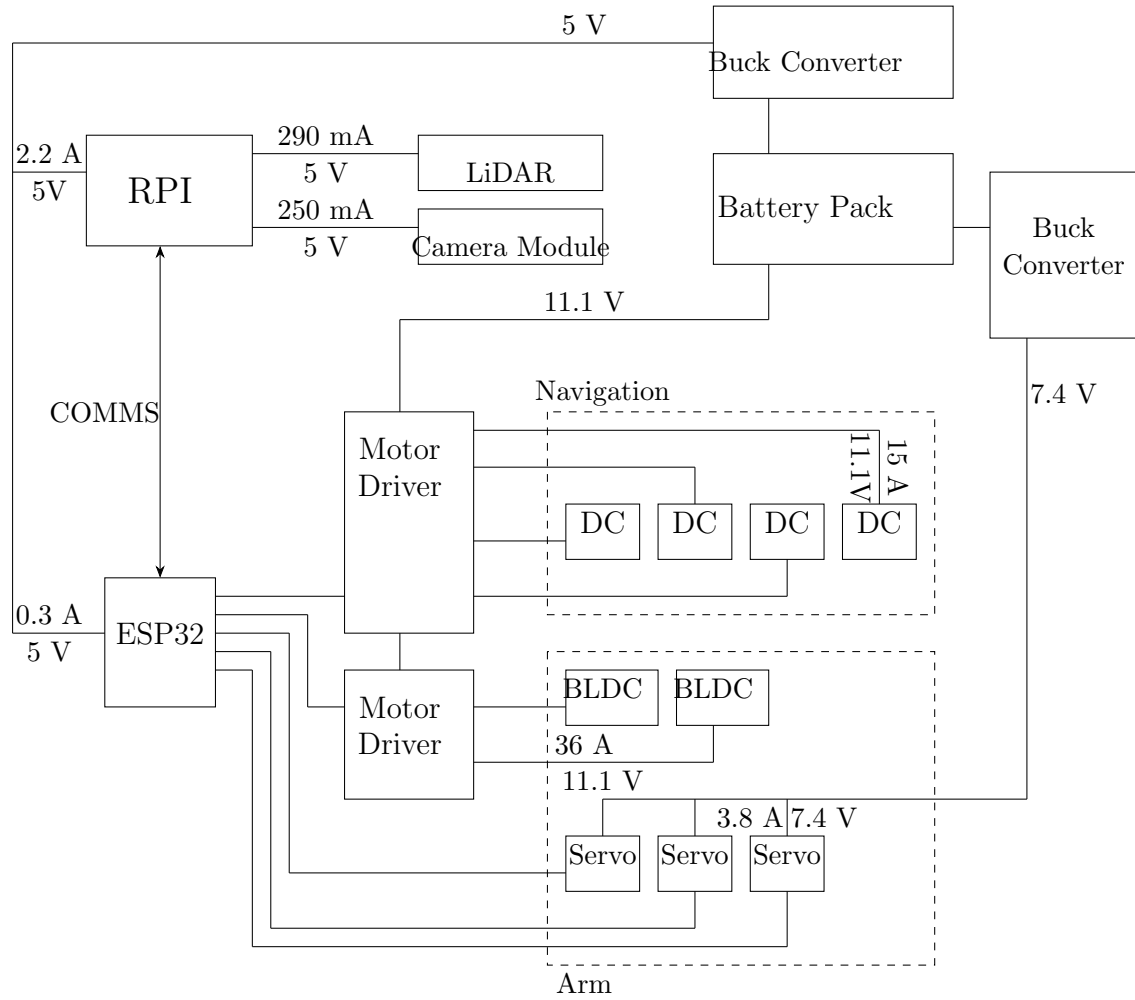 5 V
Buck Converter
2.2 A
5V
RPI
290 mA
5 V
LiDAR
250 mA
5 V
Camera Module
Battery Pack
Buck
Converter
11.1 V
7.4 V
COMMS
Navigation
Motor
Driver
11.1V
15 A
DC
DC
DC
DC
0.3 A
5 V
ESP32
Motor
Driver
BLDC
BLDC
36 A
11.1 V
3.8 A
7.4 V
Servo
Servo
Servo
Arm